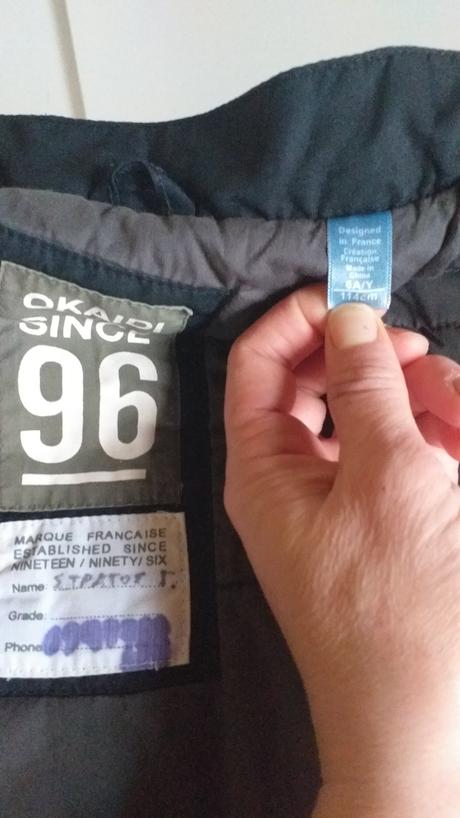 Designed
in France
Création
Française
Made in
China
6A/Y
114cm
OKAIDI
SINCE
96
MARQUE FRANCAISE
ESTABLISHED SINCE
NINETEEN / NINETY / SIX
Name:
Grade:
Phone